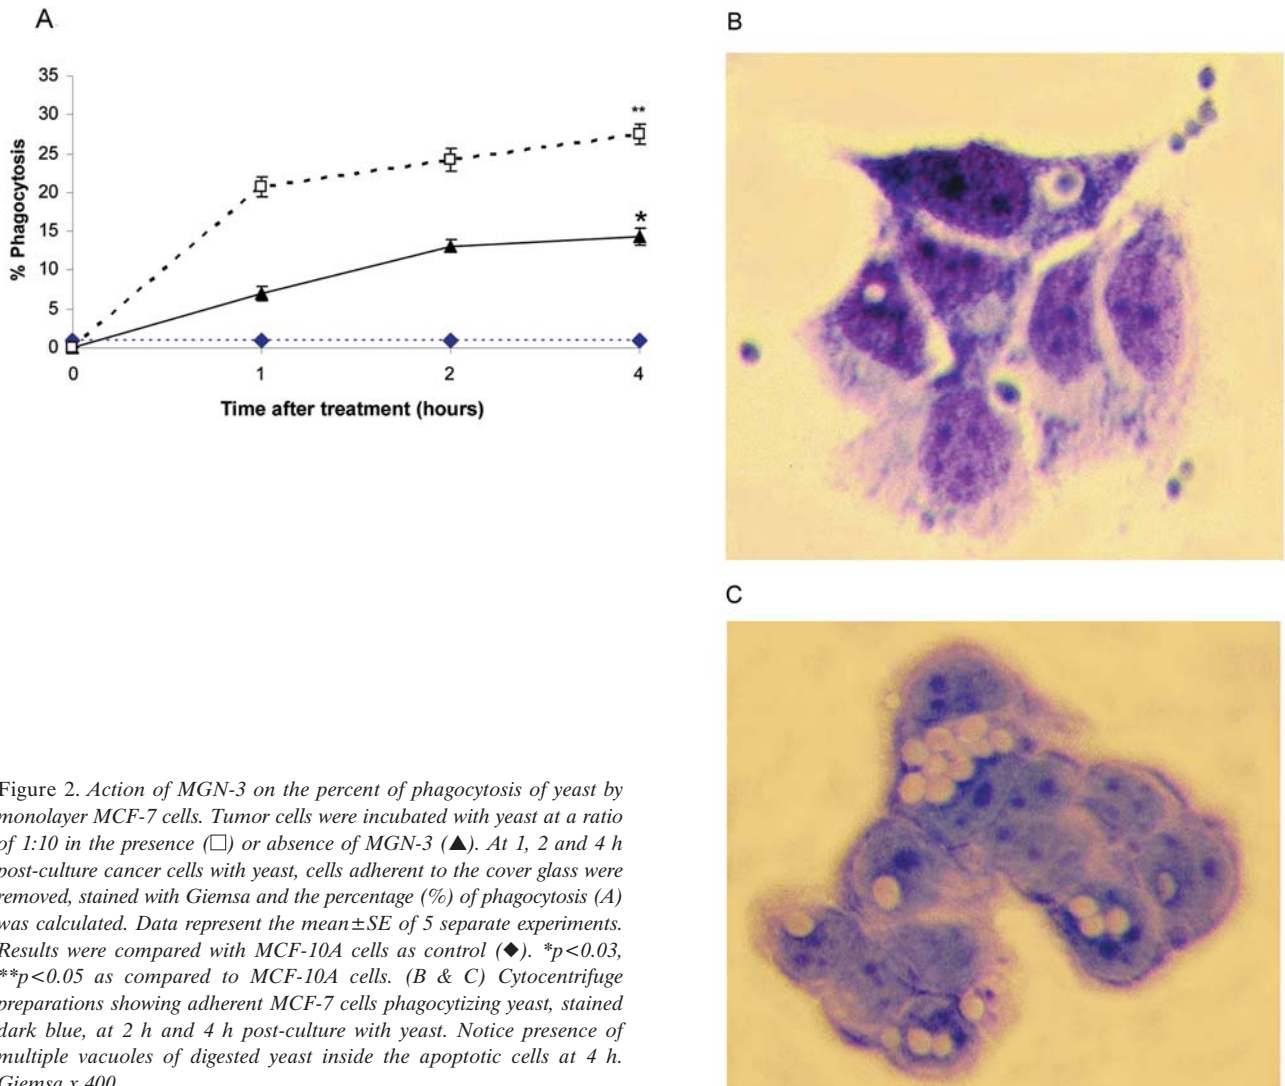 A
35
30
25
20
15
10
5
0
% Phagocytosis
**
*
0 1 2 4
Time after treatment (hours)
B
C
Figure 2. Action of MGN-3 on the percent of phagocytosis of yeast by
monolayer MCF-7 cells. Tumor cells were incubated with yeast at a ratio
of 1:10 in the presence (□) or absence of MGN-3 (▲). At 1, 2 and 4 h
post-culture cancer cells with yeast, cells adherent to the cover glass were
removed, stained with Giemsa and the percentage (%) of phagocytosis (A)
was calculated. Data represent the mean±SE of 5 separate experiments.
Results were compared with MCF-10A cells as control (◆). *p<0.03,
**p<0.05 as compared to MCF-10A cells. (B & C) Cytocentrifuge
preparations showing adherent MCF-7 cells phagocytizing yeast, stained
dark blue, at 2 h and 4 h post-culture with yeast. Notice presence of
multiple vacuoles of digested yeast inside the apoptotic cells at 4 h.
Giemsa x 400